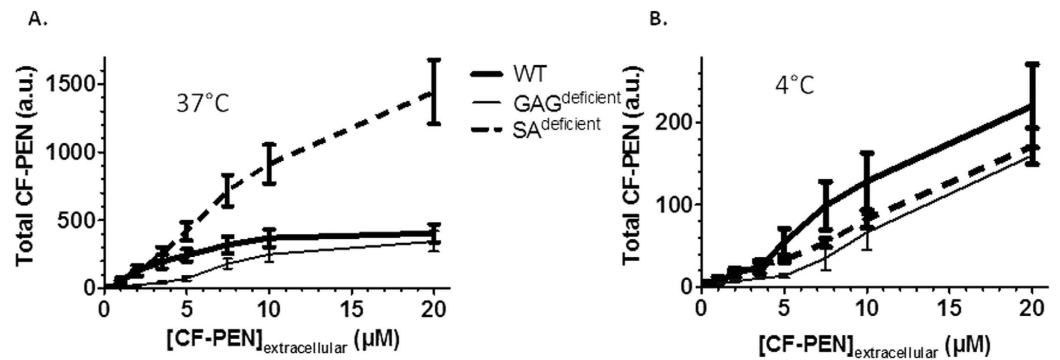 A.
Total CF-PEN (a.u.)
1500
1000
500
0
0 5 10 15 20
[CF-PEN]extracellular (µM)
37°C
WT
GAGdeficient
SAdeficient
B.
Total CF-PEN (a.u.)
200
100
0
0 5 10 15 20
[CF-PEN]extracellular (µM)
4°C